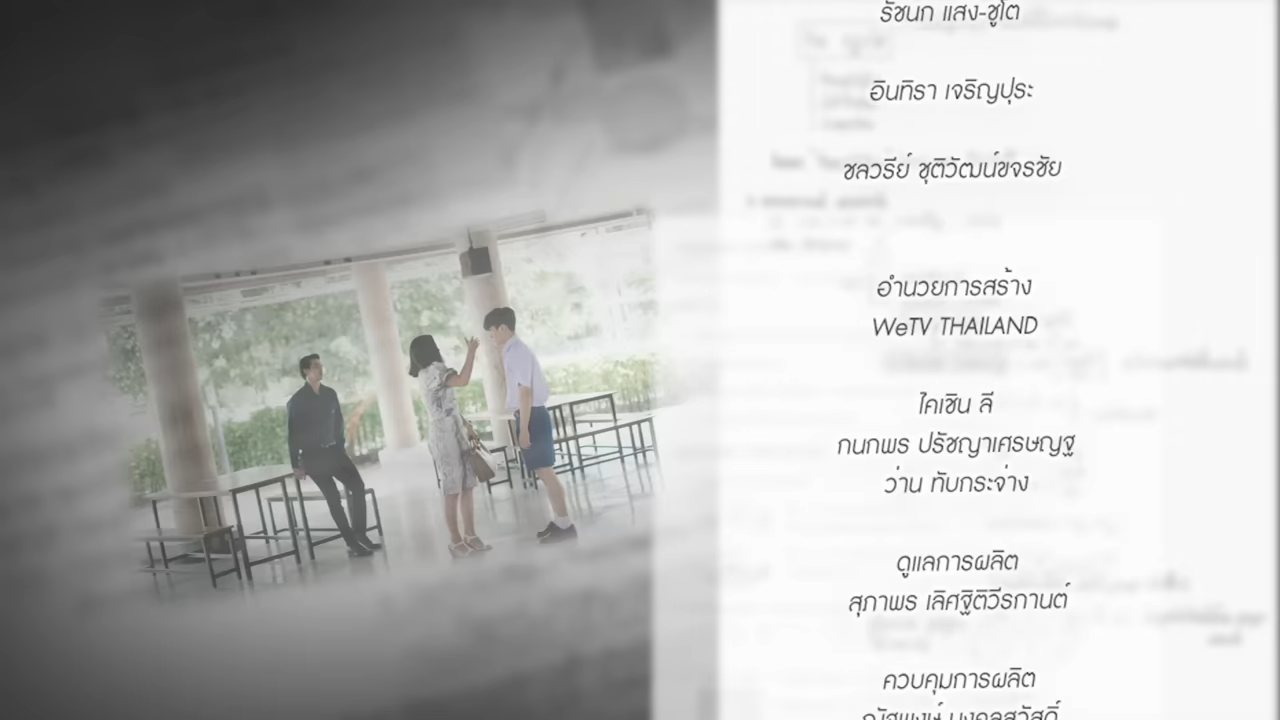 รัชนก แสง-ชูโต
อินทิรา เจริญปุระ
ชลวรีย์ ชุติวัฒน์ขจรชัย
อำนวยการสร้าง
WeTV THAILAND
ไคเชิน ลี
กนกพร ปรัชญาเศรษฐ
ว่าน ทับกระจ่าง
ดูแลการผลิต
สุภาพร เลิศฐิติวีรกานต์
ควบคุมการผลิต